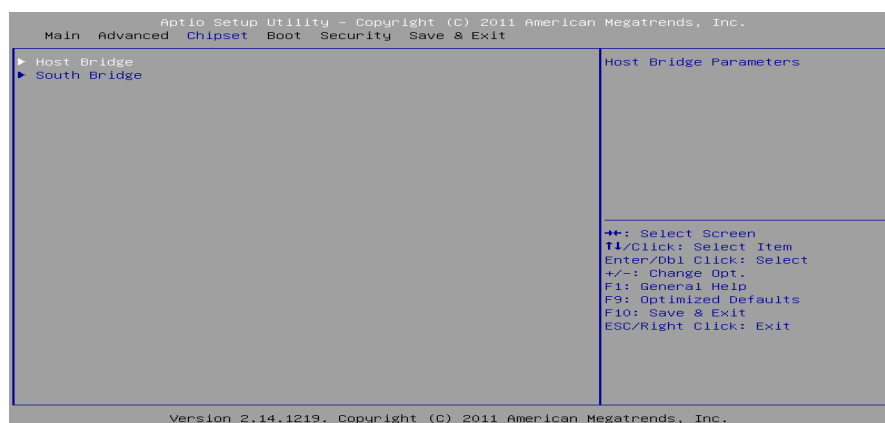 Aptio Setup Utility – Copyright (C) 2011 American Megatrends, Inc.
Main Advanced Chipset Boot Security Save & Exit
► Host Bridge
► South Bridge
Host Bridge Parameters
→←: Select Screen
↑↓/Click: Select Item
Enter/Dbl Click: Select
+/-: Change Opt.
F1: General Help
F9: Optimized Defaults
F10: Save & Exit
ESC/Right Click: Exit
Version 2.14.1219. Copyright (C) 2011 American Megatrends, Inc.